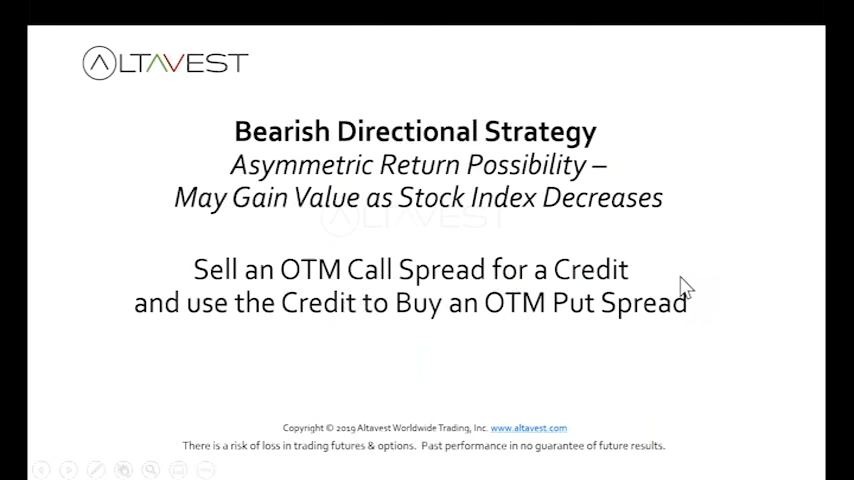 ALTAVEST
Bearish Directional Strategy
Asymmetric Return Possibility –
May Gain Value as Stock Index Decreases
ALTAVEST
Sell an OTM Call Spread for a Credit
and use the Credit to Buy an OTM Put Spread
Copyright © 2019 Altavest Worldwide Trading, Inc. www.altavest.com
There is a risk of loss in trading futures & options. Past performance in no guarantee of future results.